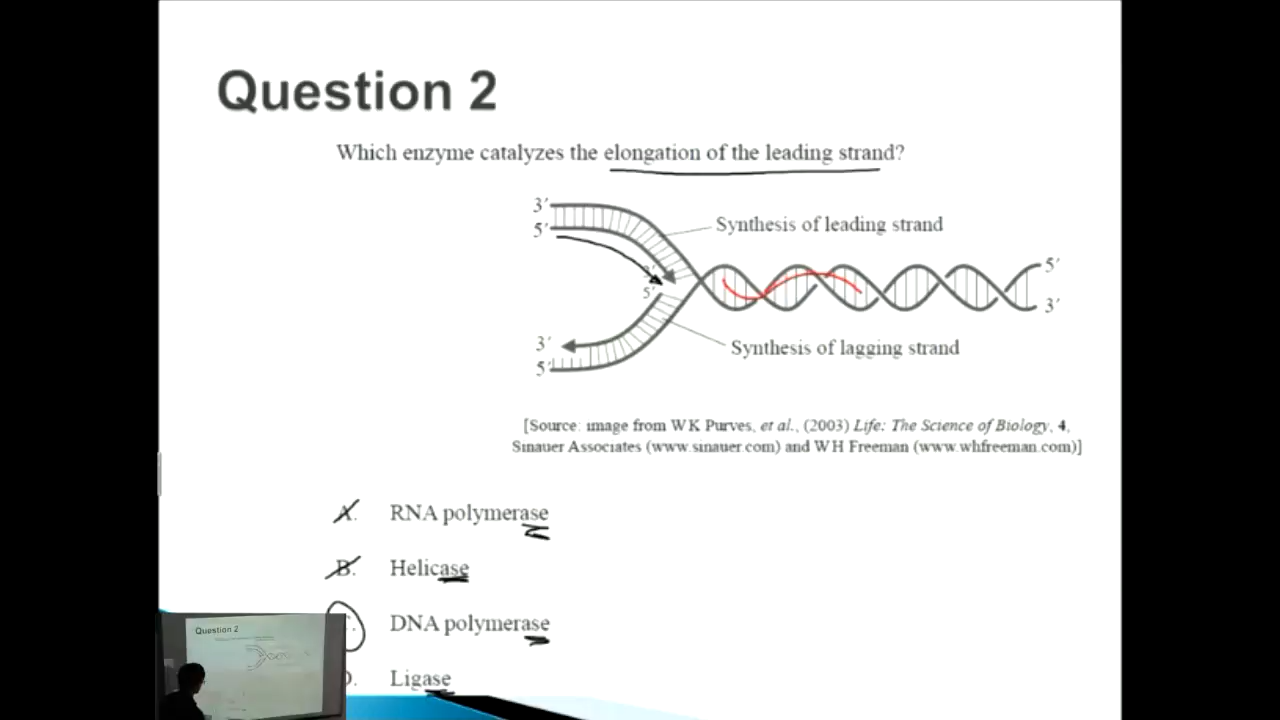 Question 2
Which enzyme catalyzes the elongation of the leading strand?
3′
5′
Synthesis of leading strand
3′
5′
5′
3′
Synthesis of lagging strand
3′
5′
[Source: image from WK Purves, et al., (2003) Life: The Science of Biology, 4,
Sinauer Associates (www.sinauer.com) and WH Freeman (www.whfreeman.com)]
A. RNA polymerase
B. Helicase
DNA polymerase
D. Ligase
Question 2